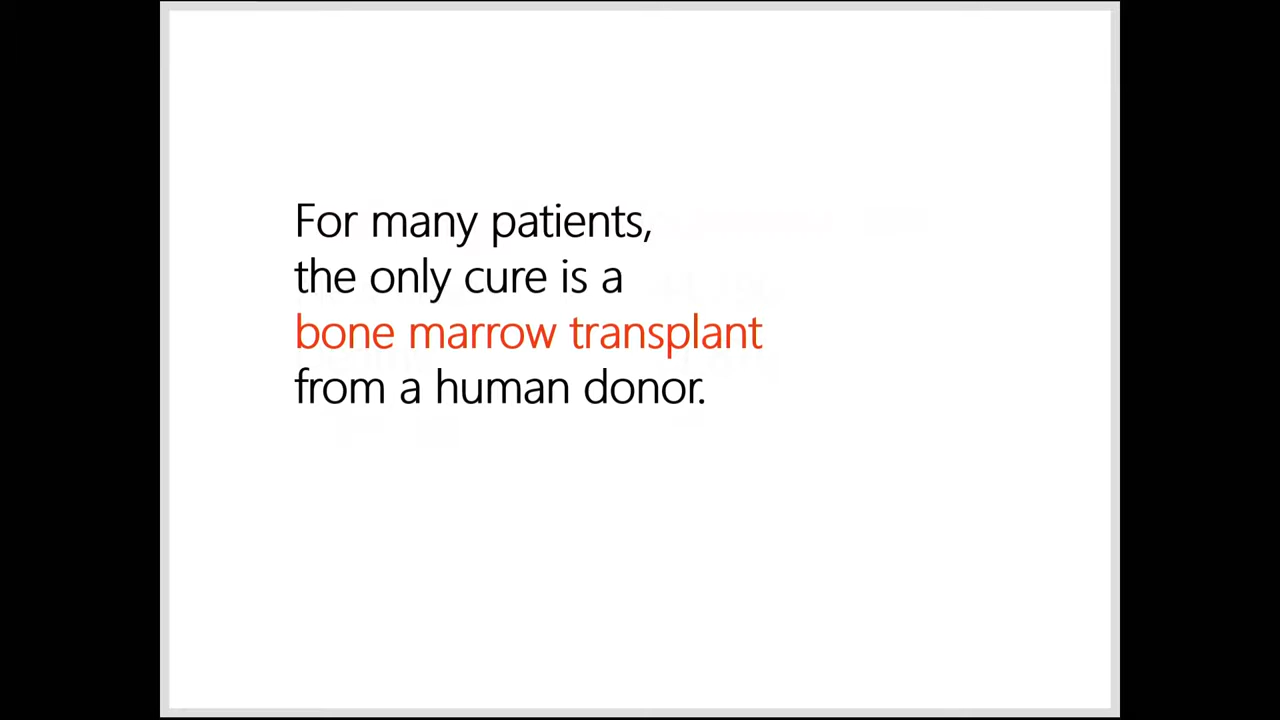 For many patients,
the only cure is a
bone marrow transplant
from a human donor.